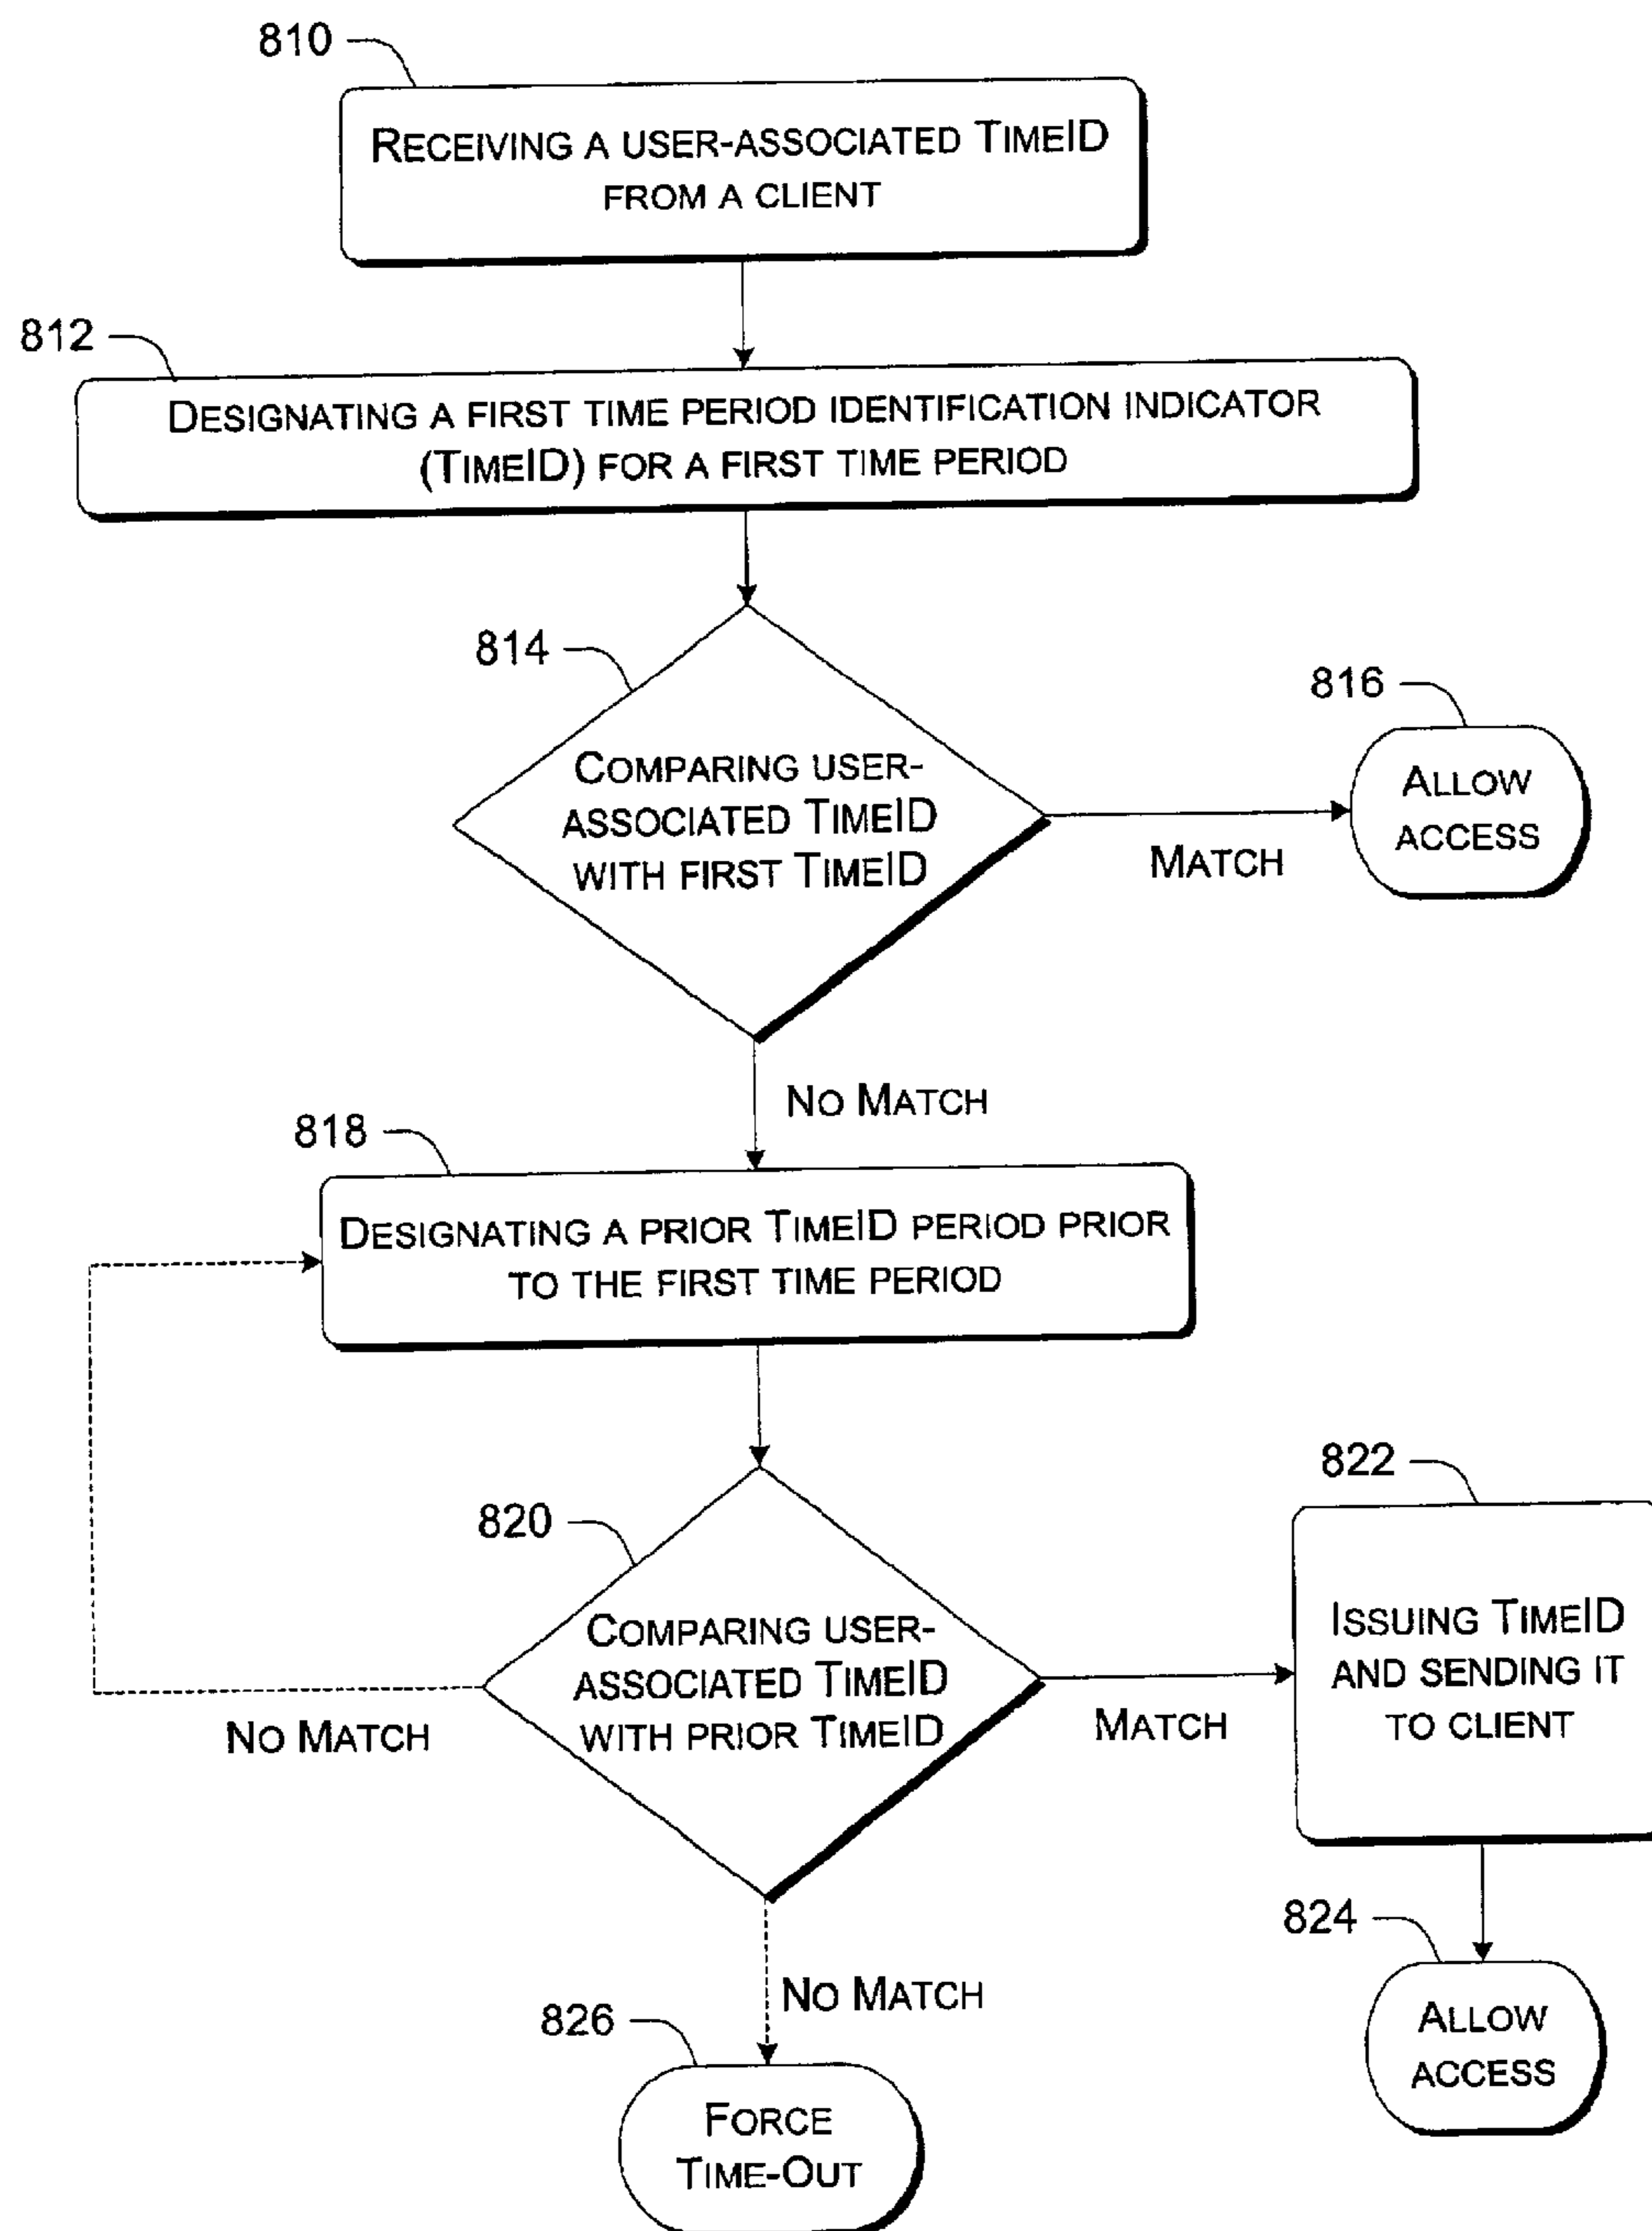 810
RECEIVING A USER-ASSOCIATED TIMEID
FROM A CLIENT
812
DESIGNATING A FIRST TIME PERIOD IDENTIFICATION INDICATOR
(TIMEID) FOR A FIRST TIME PERIOD
814
COMPARING USER-
ASSOCIATED TIMEID
WITH FIRST TIMEID
MATCH
816
ALLOW
ACCESS
NO MATCH
818
DESIGNATING A PRIOR TIMEID PERIOD PRIOR
TO THE FIRST TIME PERIOD
820
COMPARING USER-
ASSOCIATED TIMEID
WITH PRIOR TIMEID
NO MATCH
MATCH
822
ISSUING TIMEID
AND SENDING IT
TO CLIENT
824
ALLOW
ACCESS
NO MATCH
826
FORCE
TIME-OUT